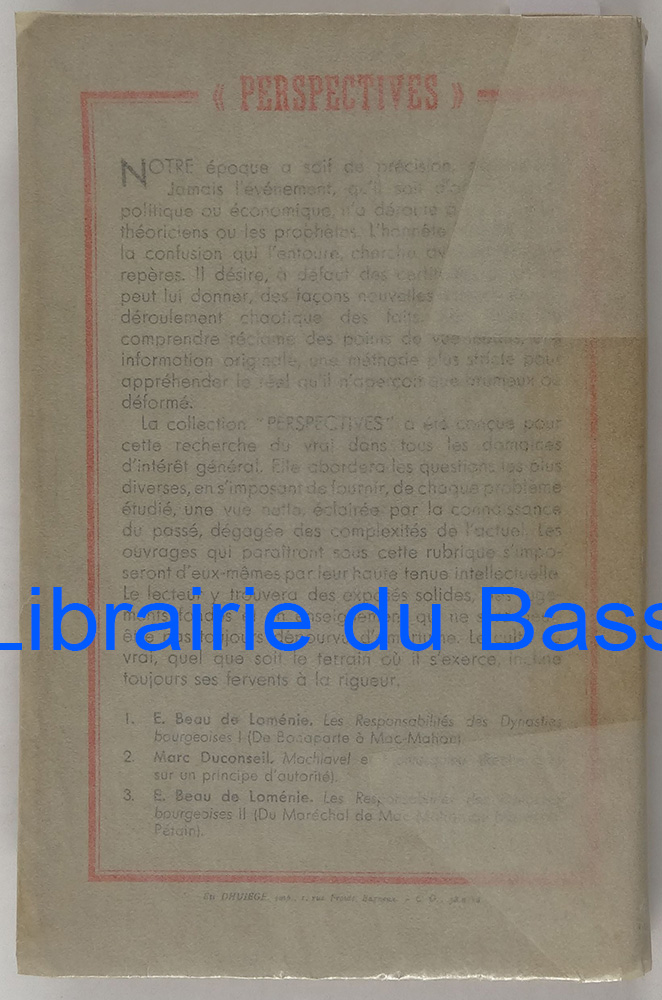 « PERSPECTIVES »
NOTRE époque a soif de précision,
Jamais l'événement, qu'il soit
politique ou économique, n'a dérouté
théoriciens ou les prophètes. L'honnête
la confusion qui l'entoure, cherche
repères. Il désire, à défaut des
peut lui donner, des façons nouvelles
déroulement chaotique des faits.
comprendre réclame des points de vue
information originale, une méthode plus stricte pour
appréhender le réel qu'il n'aperçoit que brumeux ou
déformé.
La collection "PERSPECTIVES" a été conçue pour
cette recherche du vrai dans tous les domaines
d'intérêt général. Elle abordera les questions les plus
diverses, en s'imposant de fournir, de chaque problème
étudié, une vue nette, éclairée par la connaissance
du passé, dégagée des complexités de l'actuel. Les
ouvrages qui paraîtront sous cette rubrique s'impo-
seront d'eux-mêmes par leur haute tenue intellectuelle.
Le lecteur y trouvera des exposés solides,
Librairie du Bass
vrai, quel que soit le terrain où il s'exerce, incline
toujours ses fervents à la rigueur.
1. E. Beau de Loménie. Les Responsabilités des Dynasties
bourgeoises I (De Bonaparte à Mac-Mahon).
2. Marc Duconseil. Machiavel et
sur un principe d'autorité).
3. E. Beau de Loménie. Les
bourgeoises II (Du Maréchal de
Pétain).